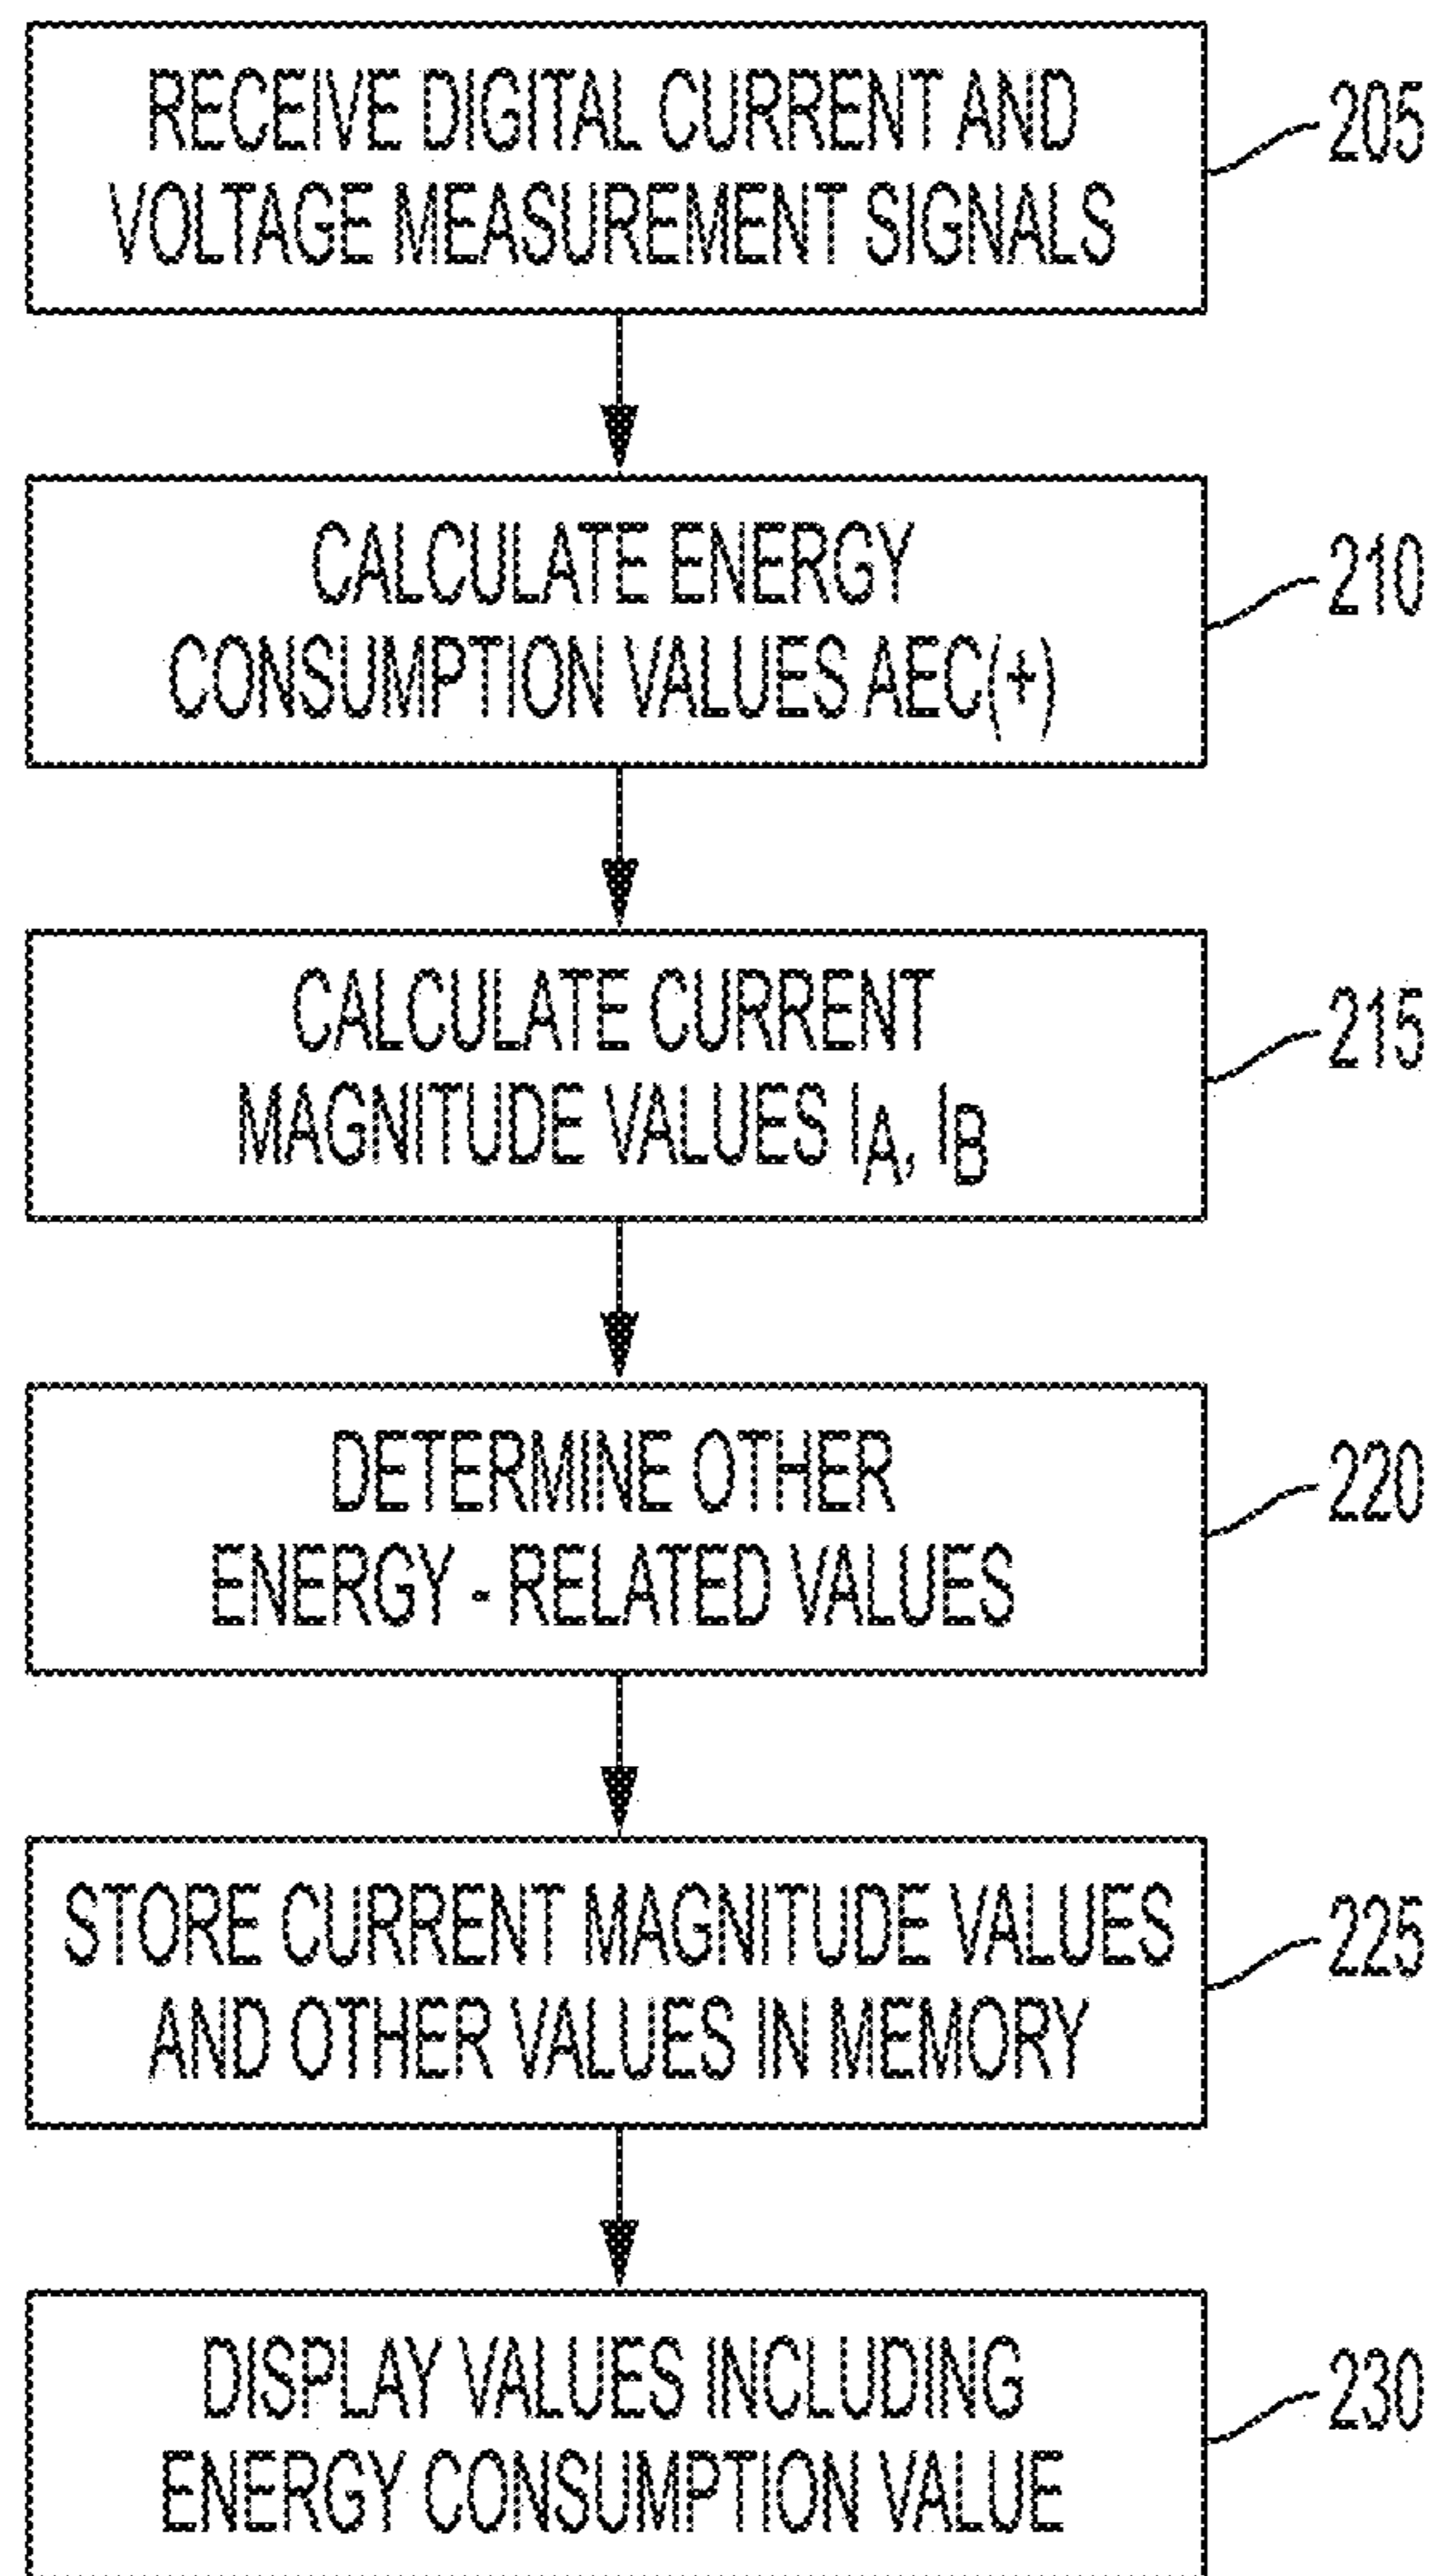 RECEIVE DIGITAL CURRENT AND
VOLTAGE MEASUREMENT SIGNALS
205
CALCULATE ENERGY
CONSUMPTION VALUES AEC(+)
210
CALCULATE CURRENT
MAGNITUDE VALUES IA, IB
215
DETERMINE OTHER
ENERGY - RELATED VALUES
220
STORE CURRENT MAGNITUDE VALUES
AND OTHER VALUES IN MEMORY
225
DISPLAY VALUES INCLUDING
ENERGY CONSUMPTION VALUE
230